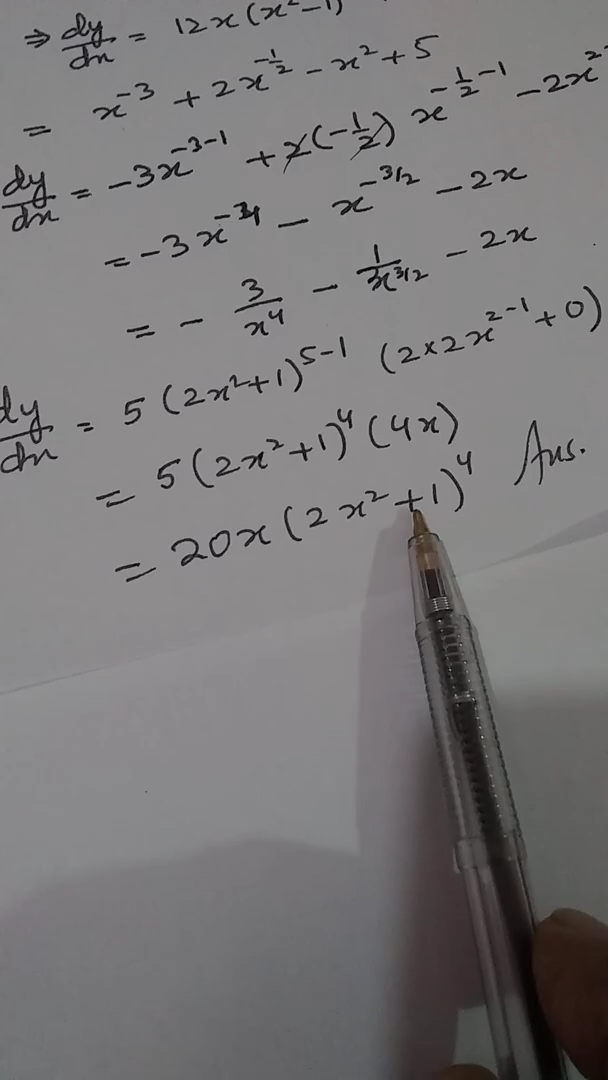 ⇒ dy/dx = 12x(x²-1)
= x⁻³ + 2x^(-1/2) - x² + 5
dy/dx = -3x^(-3-1) + 2(-1/2) x^(-1/2-1) - 2x²
= -3x⁻⁴ - x^(-3/2) - 2x
= - 3/x⁴ - 1/x^(3/2) - 2x
dy/dx = 5(2x²+1)^(5-1) (2×2x^(2-1)+0)
= 5(2x²+1)⁴(4x)
= 20x(2x²+1)⁴ Ans.